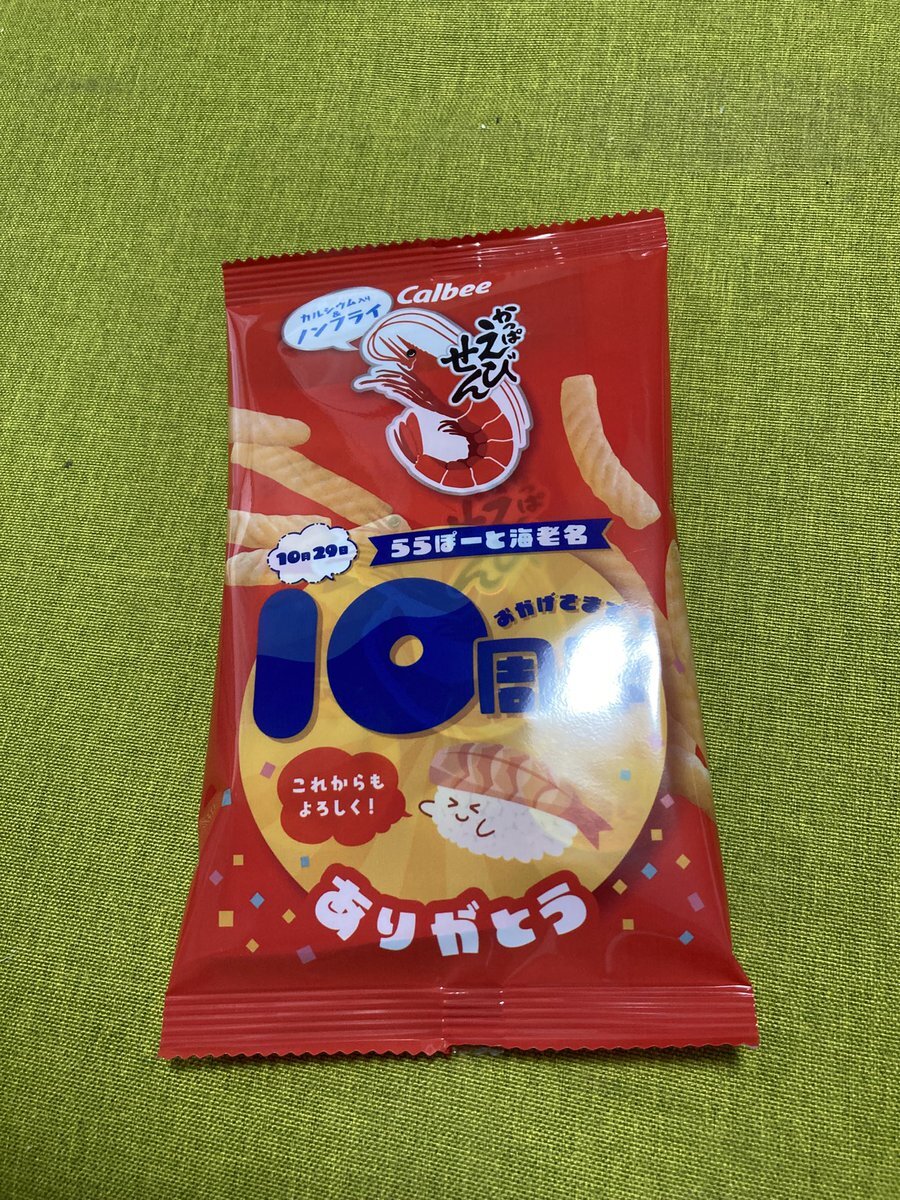 Calbee
カルシウム入り
&
ノンフライ
かっぱ
えび
せん
10月29日
ららぽーと海老名
おかげさまで
10周
これからも
よろしく!
ありがとう